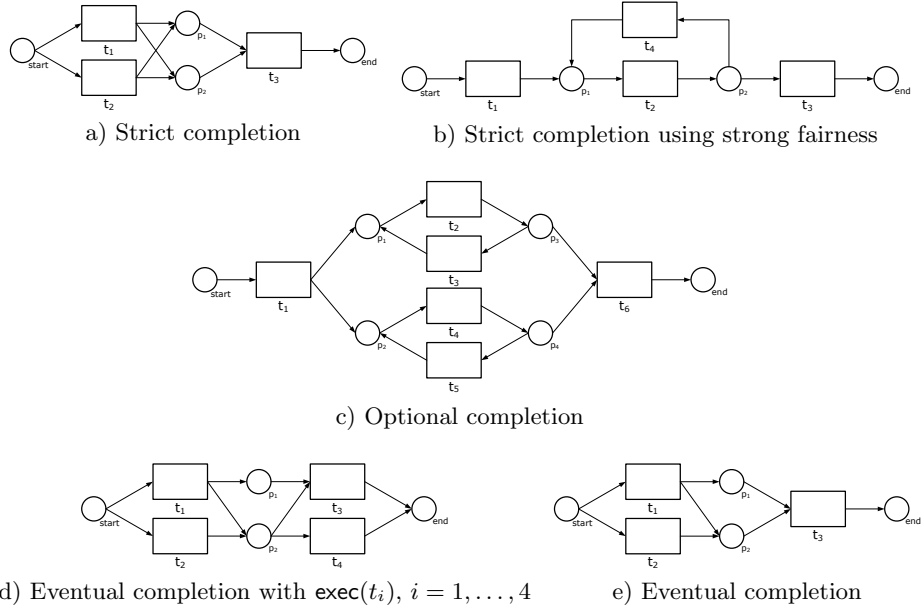 start
t₁
t₂
p₁
p₂
t₃
end
a) Strict completion
start
t₁
p₁
t₄
t₂
p₂
t₃
end
b) Strict completion using strong fairness
start
t₁
p₁
p₂
t₂
t₃
t₄
t₅
p₃
p₄
t₆
end
c) Optional completion
start
t₁
t₂
p₁
p₂
t₃
t₄
end
d) Eventual completion with exec(tᵢ), i = 1, . . . , 4
start
t₁
t₂
p₁
p₂
t₃
end
e) Eventual completion